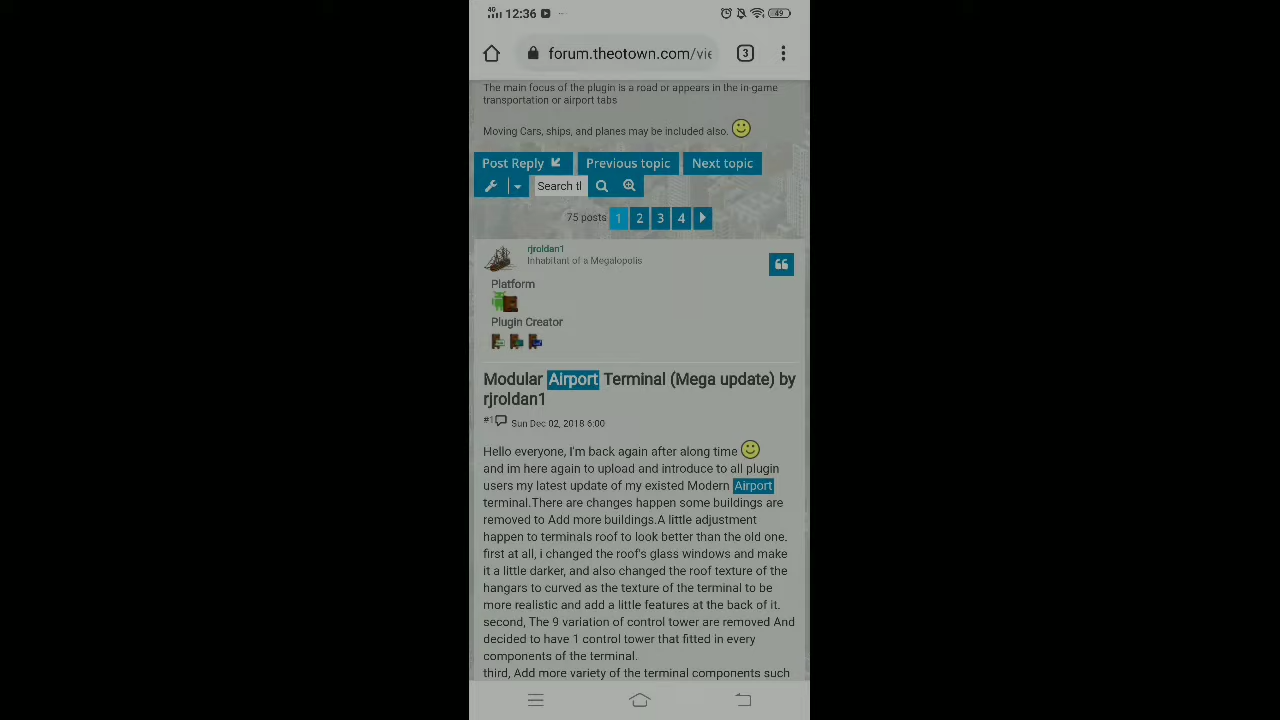 4G 12:36 49
forum.theotown.com/vie 3
The main focus of the plugin is a road or appears in the in game
transportation or airport tabs
Moving Cars, ships, and planes may be included also.
Post Reply Previous topic Next topic
Search tl
75 posts 1 2 3 4
rjroldan1
Inhabitant of a Megalopolis
Platform
Plugin Creator
Modular Airport Terminal (Mega update) by
rjroldan1
#1 Sun Dec 02, 2018 6:00
Hello everyone, I'm back again after along time
and im here again to upload and introduce to all plugin
users my latest update of my existed Modern Airport
terminal.There are changes happen some buildings are
removed to Add more buildings.A little adjustment
happen to terminals roof to look better than the old one.
first at all, i changed the roof's glass windows and make
it a little darker, and also changed the roof texture of the
hangars to curved as the texture of the terminal to be
more realistic and add a little features at the back of it.
second, The 9 variation of control tower are removed And
decided to have 1 control tower that fitted in every
components of the terminal.
third, Add more variety of the terminal components such